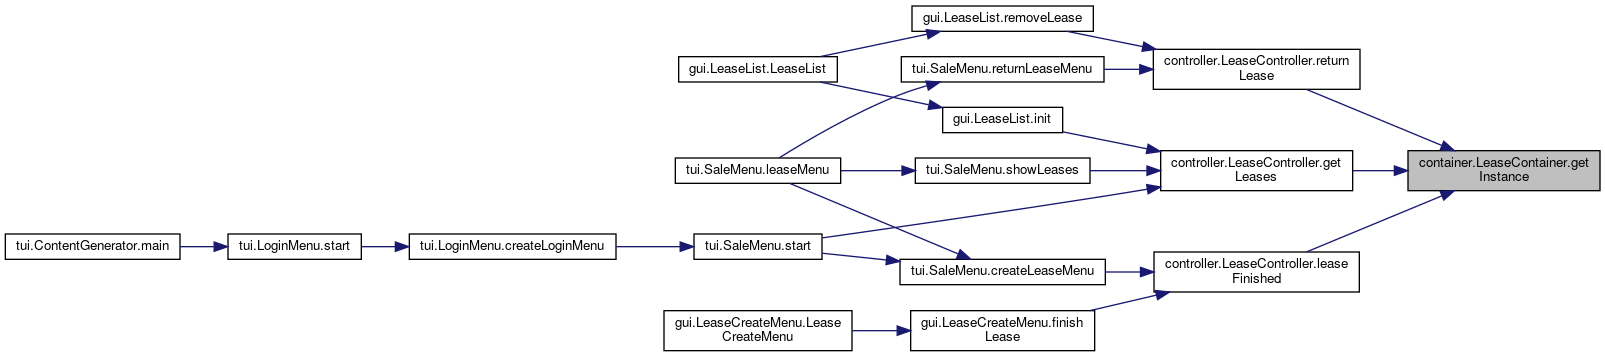 gui.LeaseList.removeLease
gui.LeaseList.LeaseList
tui.SaleMenu.returnLeaseMenu
controller.LeaseController.return
Lease
gui.LeaseList.init
tui.SaleMenu.leaseMenu
tui.SaleMenu.showLeases
controller.LeaseController.get
Leases
container.LeaseContainer.get
Instance
tui.ContentGenerator.main
tui.LoginMenu.start
tui.LoginMenu.createLoginMenu
tui.SaleMenu.start
tui.SaleMenu.createLeaseMenu
controller.LeaseController.lease
Finished
gui.LeaseCreateMenu.Lease
CreateMenu
gui.LeaseCreateMenu.finish
Lease